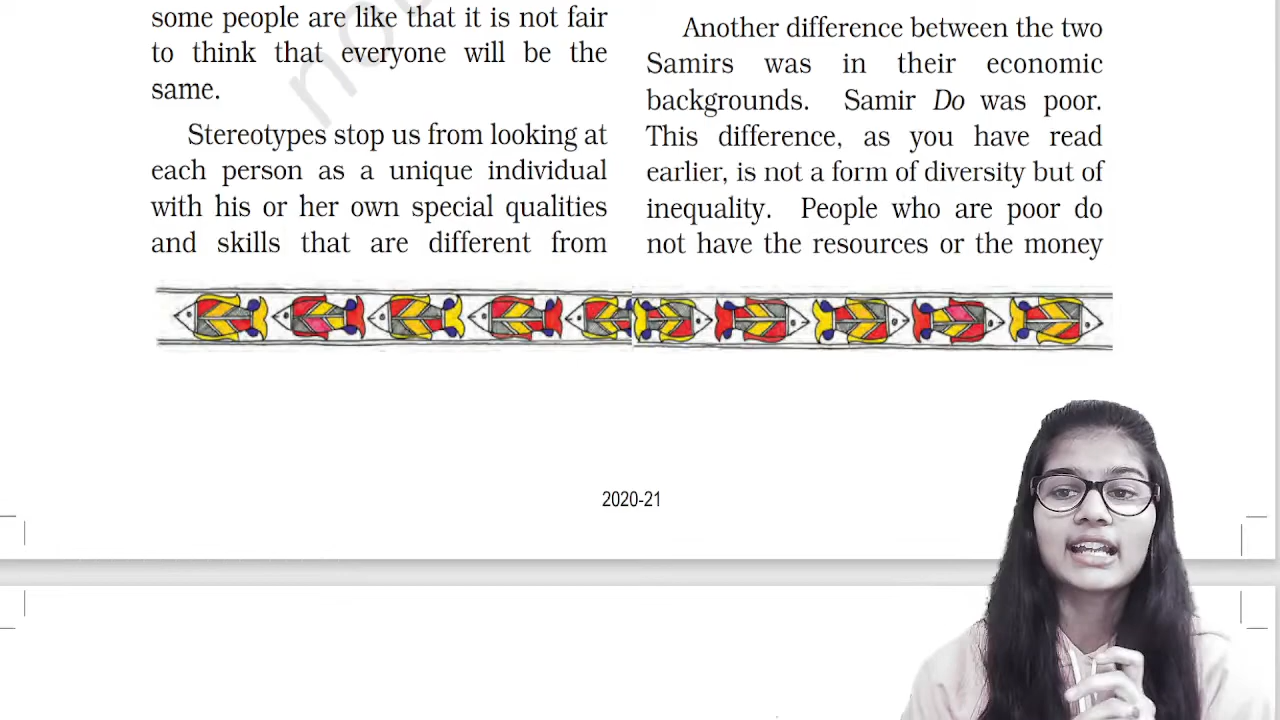 some people are like that it is not fair
to think that everyone will be the
same.
Stereotypes stop us from looking at
each person as a unique individual
with his or her own special qualities
and skills that are different from
Another difference between the two
Samirs was in their economic
backgrounds. Samir Do was poor.
This difference, as you have read
earlier, is not a form of diversity but of
inequality. People who are poor do
not have the resources or the money
2020-21